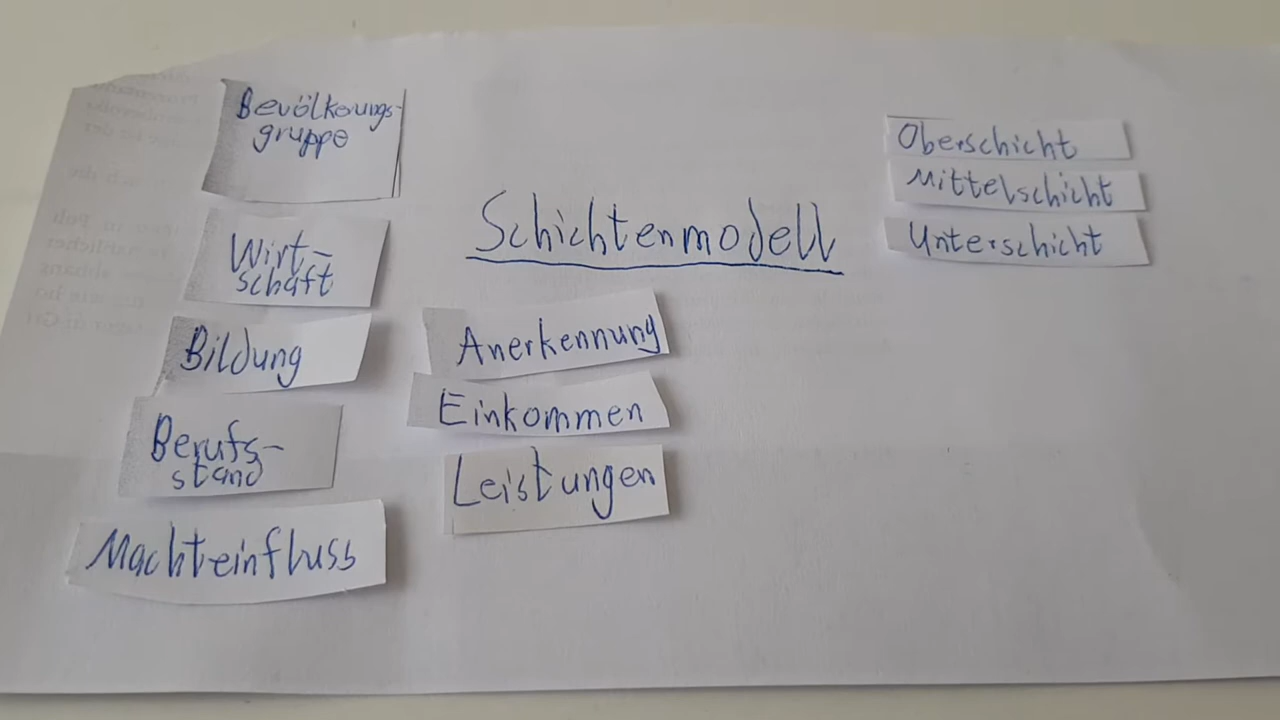 Bevölkerungs-
gruppe
Wirt-
schaft
Bildung
Berufs-
stand
Machteinfluss
Schichtenmodell
Anerkennung
Einkommen
Leistungen
Oberschicht
Mittelschicht
Unterschicht